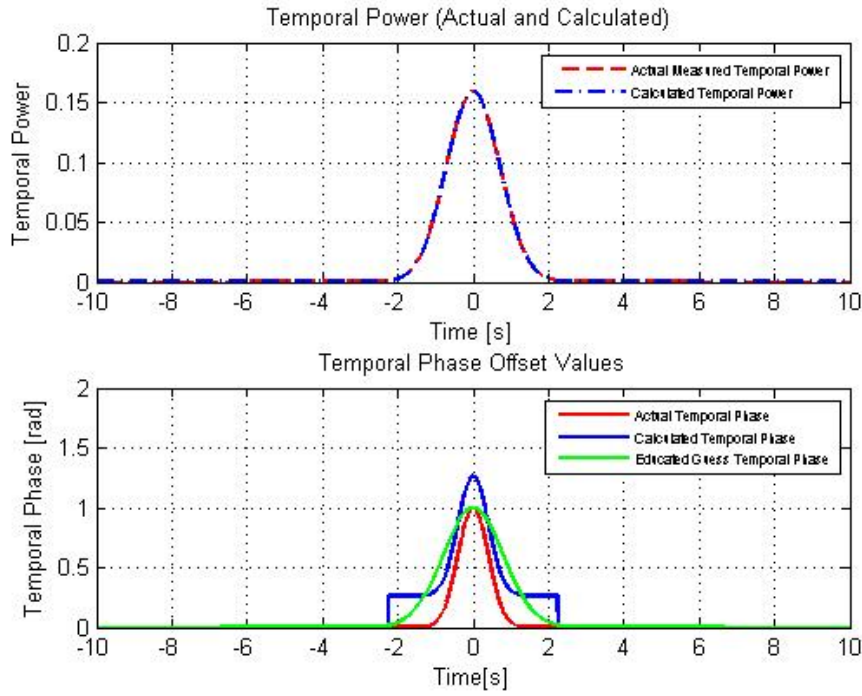 Temporal Power (Actual and Calculated)
0.2
0.15
0.1
0.05
0
Temporal Power
Actual Measured Temporal Power
Calculated Temporal Power
-10 -8 -6 -4 -2 0 2 4 6 8 10
Time [s]
Temporal Phase Offset Values
2
1.5
1
0.5
0
Temporal Phase [rad]
Actual Temporal Phase
Calculated Temporal Phase
Educated Guess Temporal Phase
-10 -8 -6 -4 -2 0 2 4 6 8 10
Time[s]